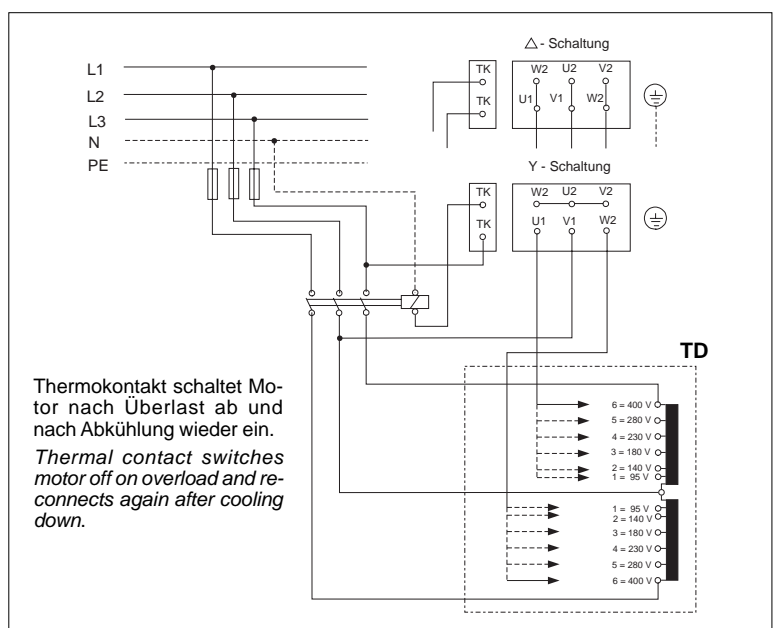 △ - Schaltung
L1
L2
L3
N
PE
TK
TK
W2 U2 V2
U1 V1 W2
Y - Schaltung
TK
TK
W2 U2 V2
U1 V1 W2
TD
Thermokontakt schaltet Mo-
tor nach Überlast ab und
nach Abkühlung wieder ein.
Thermal contact switches
motor off on overload and re-
connects again after cooling
down.
6 = 400 V
5 = 280 V
4 = 230 V
3 = 180 V
2 = 140 V
1 = 95 V
1 = 95 V
2 = 140 V
3 = 180 V
4 = 230 V
5 = 280 V
6 = 400 V